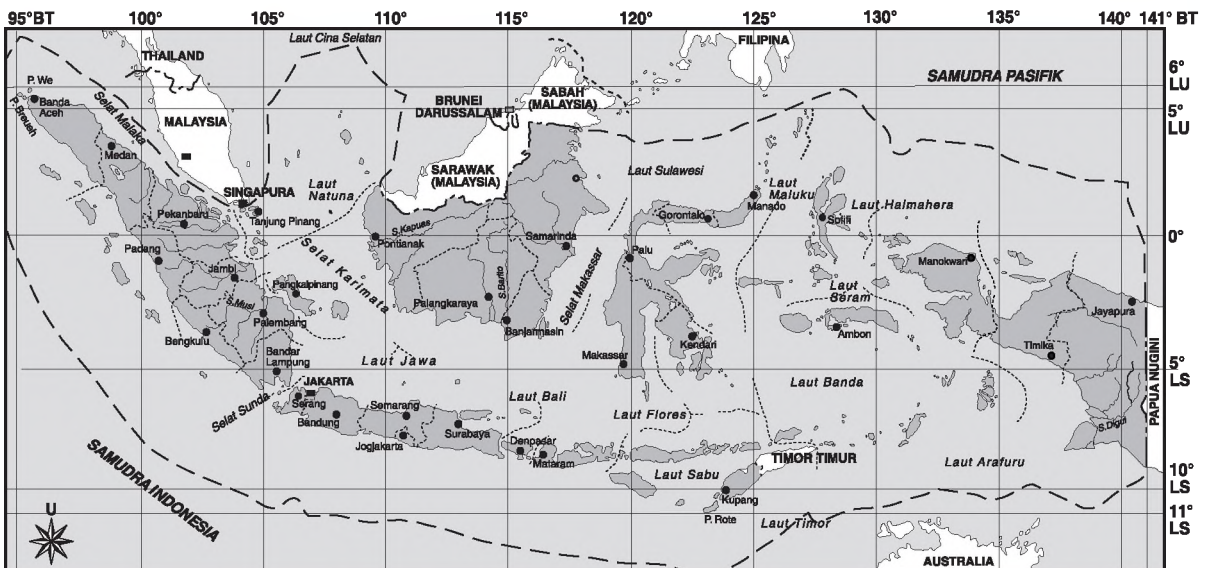 95°BT 100° 105° 110° 115° 120° 125° 130° 135° 140° 141° BT
Laut Cina Selatan
FILIPINA
THAILAND
SAMUDRA PASIFIK
6°
LU
P. We
Banda
Aceh
P. Breueh
Selat Malaka
BRUNEI
DARUSSALAM
SABAH
(MALAYSIA)
5°
LU
MALAYSIA
Medan
SARAWAK
(MALAYSIA)
Laut Sulawesi
SINGAPURA
Laut
Natuna
Laut
Maluku
Manado
Laut Halmahera
Pekanbaru
Tanjung Pinang
Gorontalo
Sofifi
S.Kapuas
Pontianak
Samarinda
0°
Padang
Selat Karimata
Palu
Manokwari
Jambi
Pangkalpinang
S.Barito
Selat Makassar
Laut
Seram
S.Musi
Palangkaraya
Jayapura
Palembang
Bengkulu
Banjarmasin
Ambon
Kendari
Timika
Bandar
Lampung
Laut Jawa
Makassar
5°
LS
JAKARTA
Laut Banda
Serang
Selat Sunda
Bandung
Semarang
Laut Bali
Laut Flores
PAPUA NUGINI
Jogjakarta
Surabaya
Denpasar
Mataram
S.Digul
SAMUDRA INDONESIA
TIMOR TIMUR
Laut Sabu
Laut Arafuru
10°
LS
Kupang
P. Rote
Laut Timor
11°
LS
U
AUSTRALIA